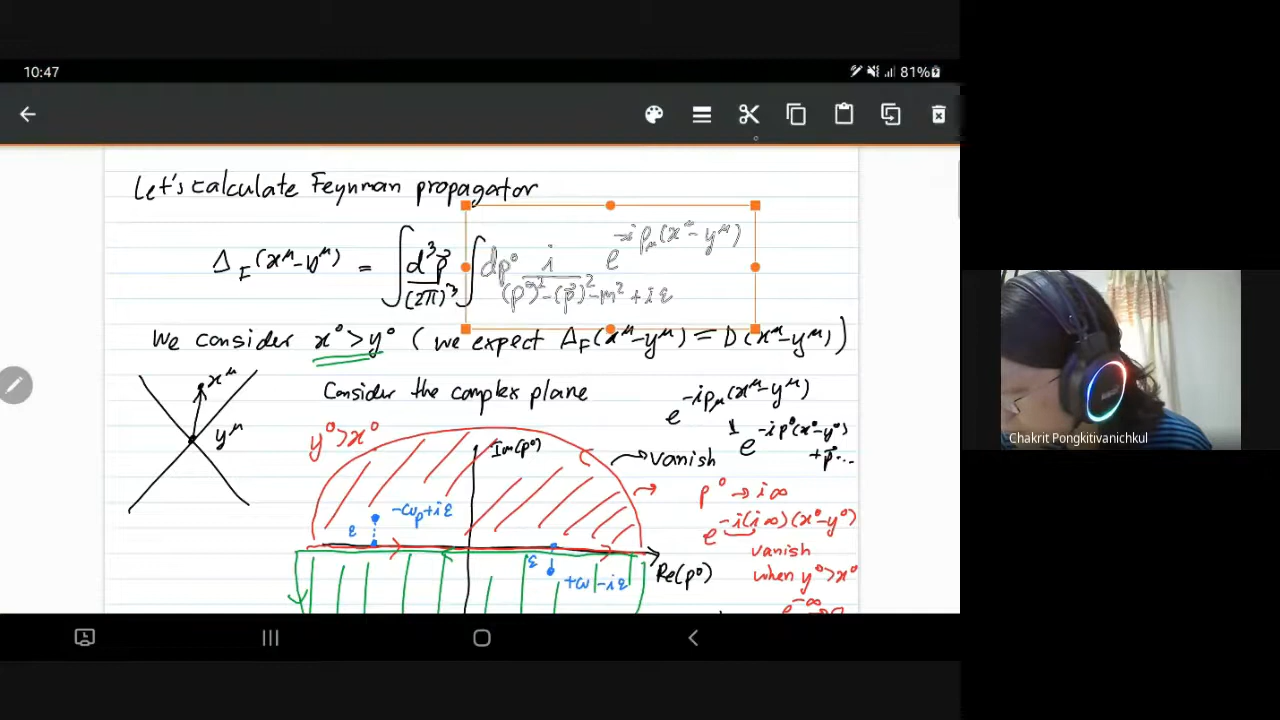 10:47
81%
Let's calculate Feynman propagator
Δ_F (x^μ-y^μ) = ∫ d³p⃗/(2π)³ ∫ dp⁰ i/((p⁰)²-(p⃗)²-m²+iε) e^{-ip_μ(x^μ-y^μ)}
We consider x⁰>y⁰ (we expect Δ_F(x^μ-y^μ) = D(x^μ-y^μ))
x^μ
y^μ
Consider the complex plane
e^{-ip_μ(x^μ-y^μ)}
e^{-ip⁰(x⁰-y⁰)+p⃗...}
y⁰>x⁰
Im(p⁰)
→vanish
p⁰ → i∞
e^{-i(i∞)(x⁰-y⁰)}
vanish
when y⁰>x⁰
-ω_p+iε
ε
ε
+ω-iε
Re(p⁰)
Chakrit Pongkitivanichkul